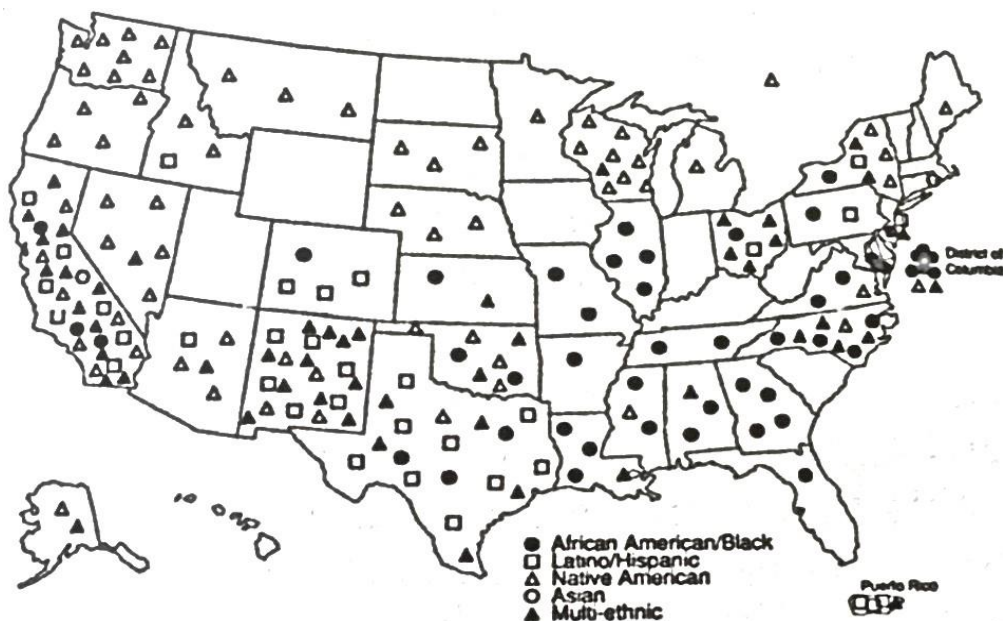 District of
Columbia
African American/Black
Latino/Hispanic
Native American
Asian
Multi-ethnic
Puerto Rico